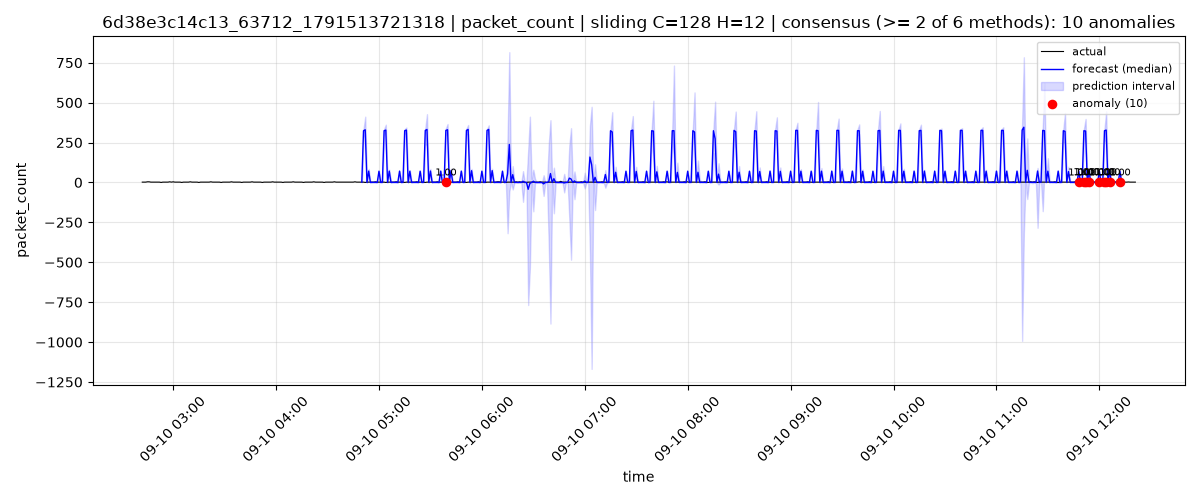 6d38e3c14c13_63712_1791513721318 | packet_count | sliding C=128 H=12 | consensus (>= 2 of 6 methods): 10 anomalies
actual
forecast (median)
prediction interval
anomaly (10)
packet_count
750
500
250
0
−250
−500
−750
−1000
−1250
1.00
09-10 03:00
09-10 04:00
09-10 05:00
09-10 06:00
09-10 07:00
09-10 08:00
09-10 09:00
09-10 10:00
09-10 11:00
09-10 12:00
time